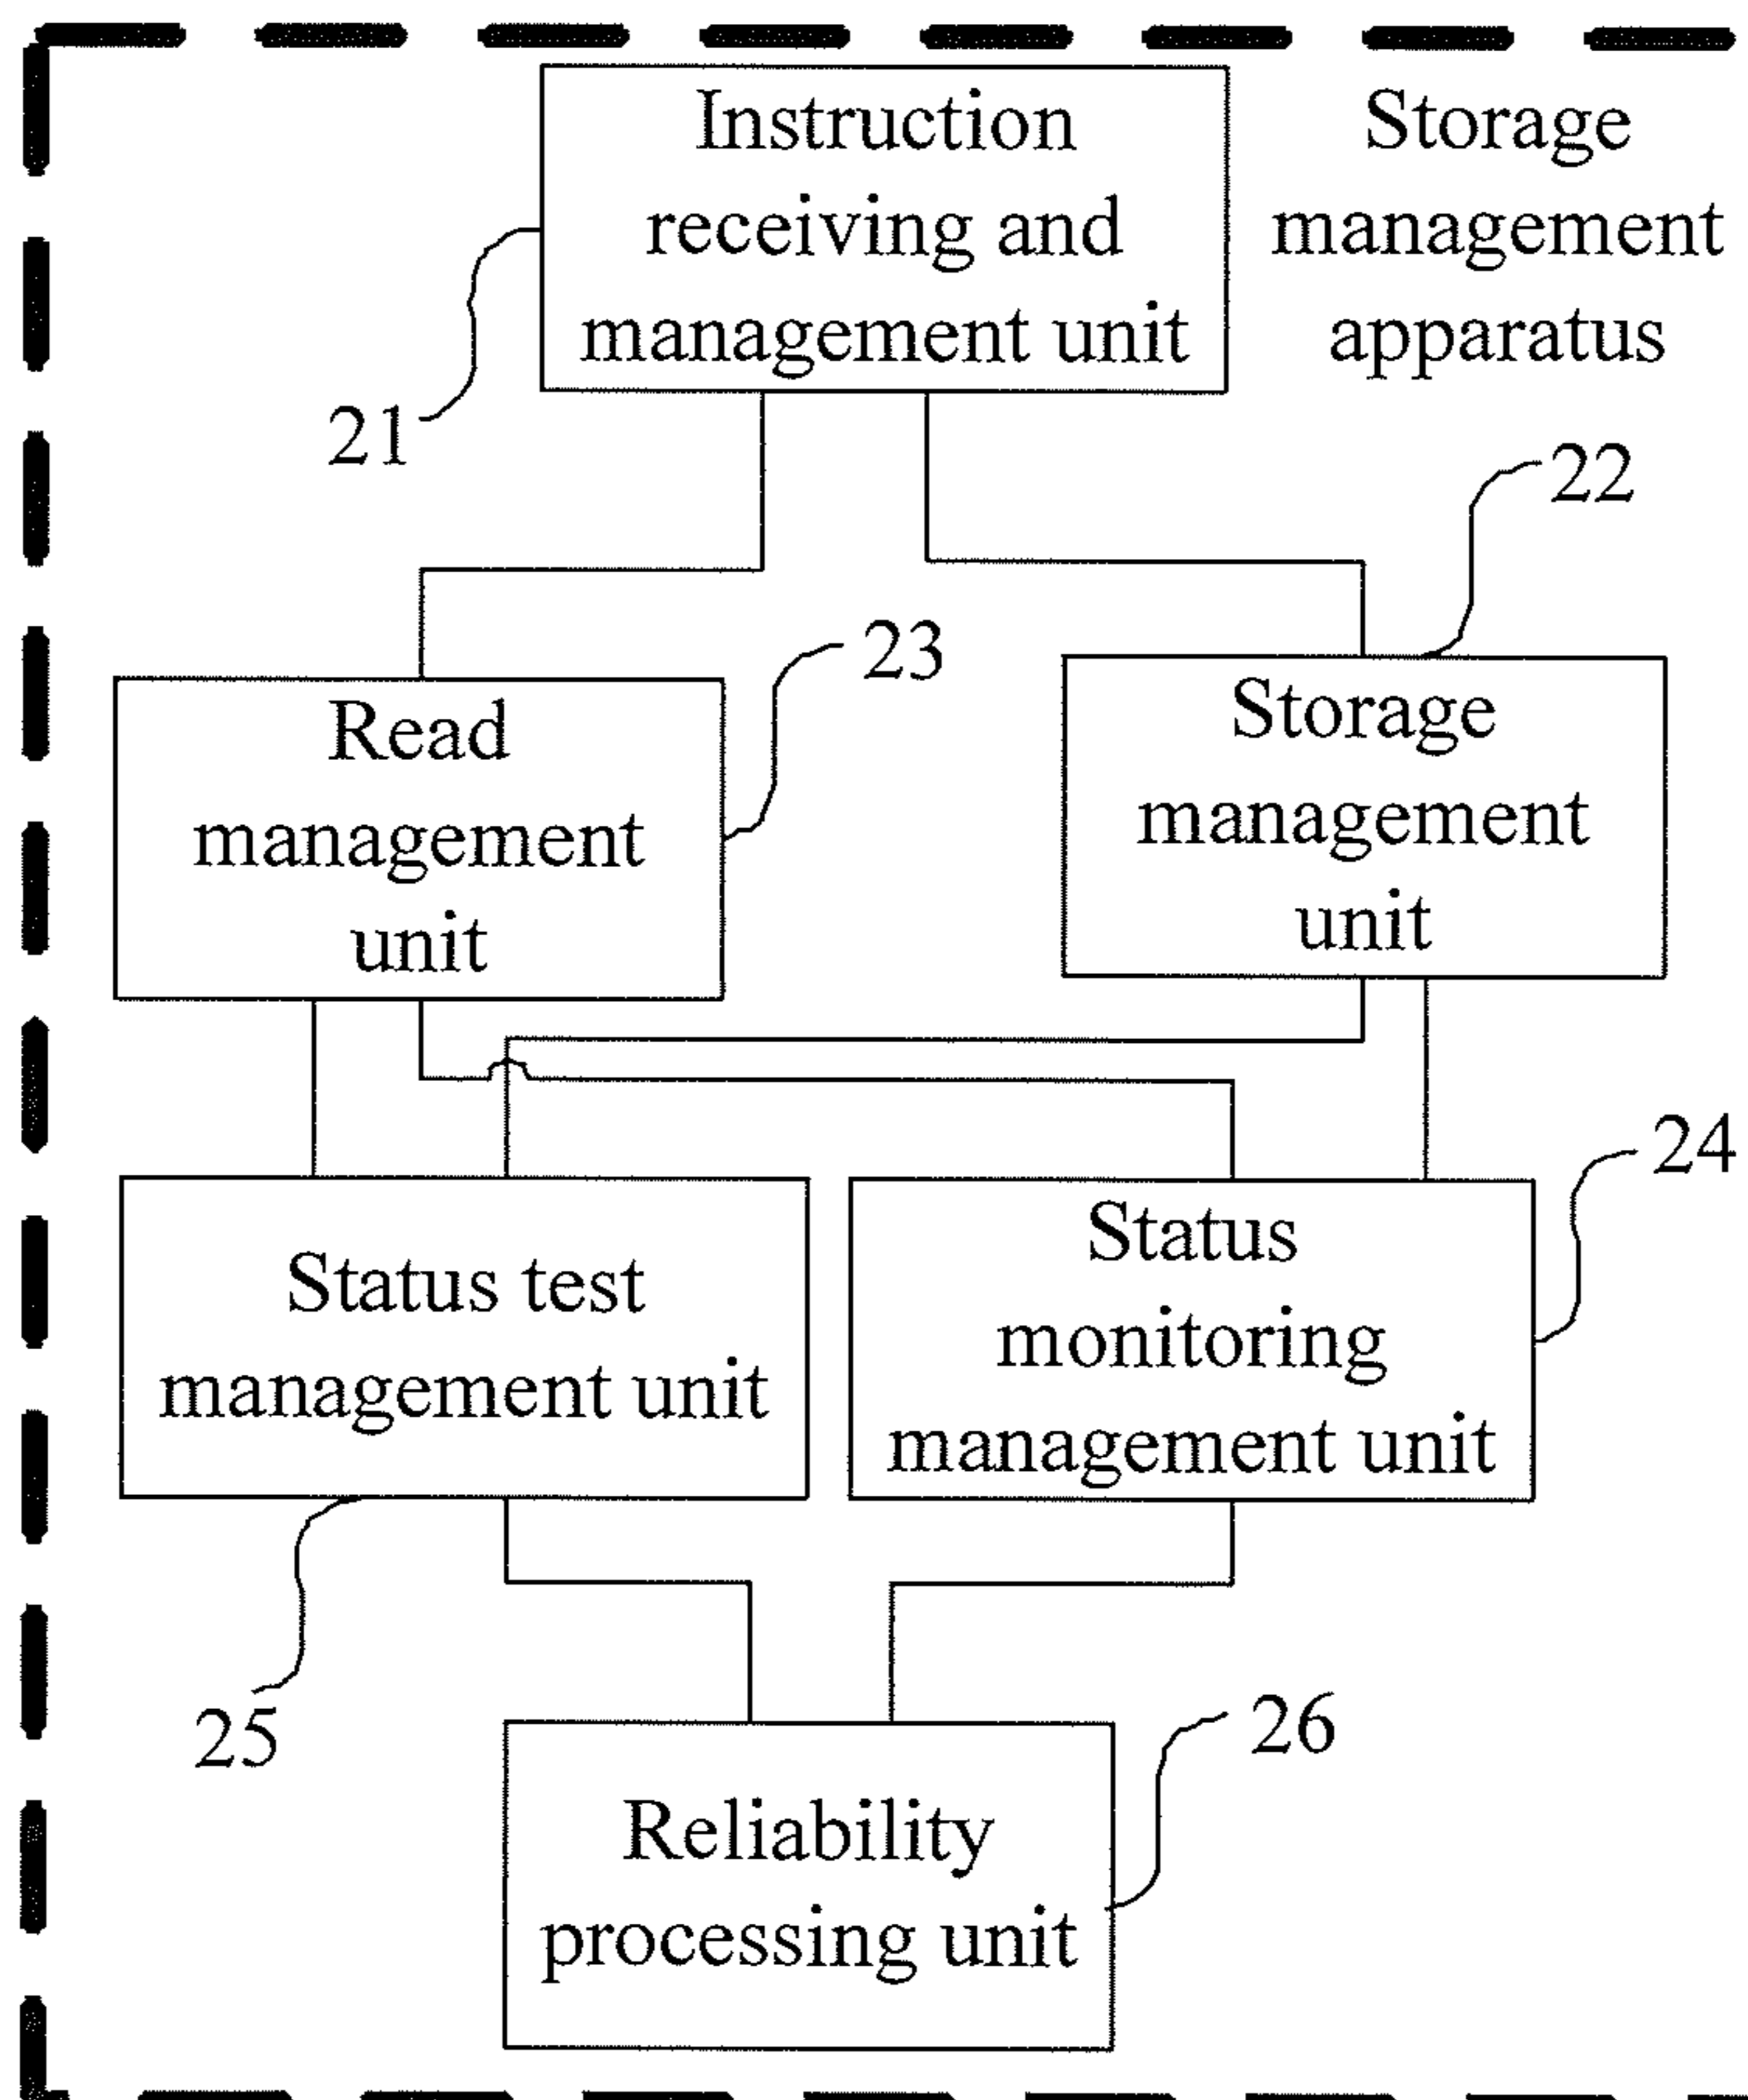 Instruction
receiving and
management unit
Storage
management
apparatus
21
22
23
Read
management
unit
Storage
management
unit
24
Status test
management unit
Status
monitoring
management unit
25
26
Reliability
processing unit